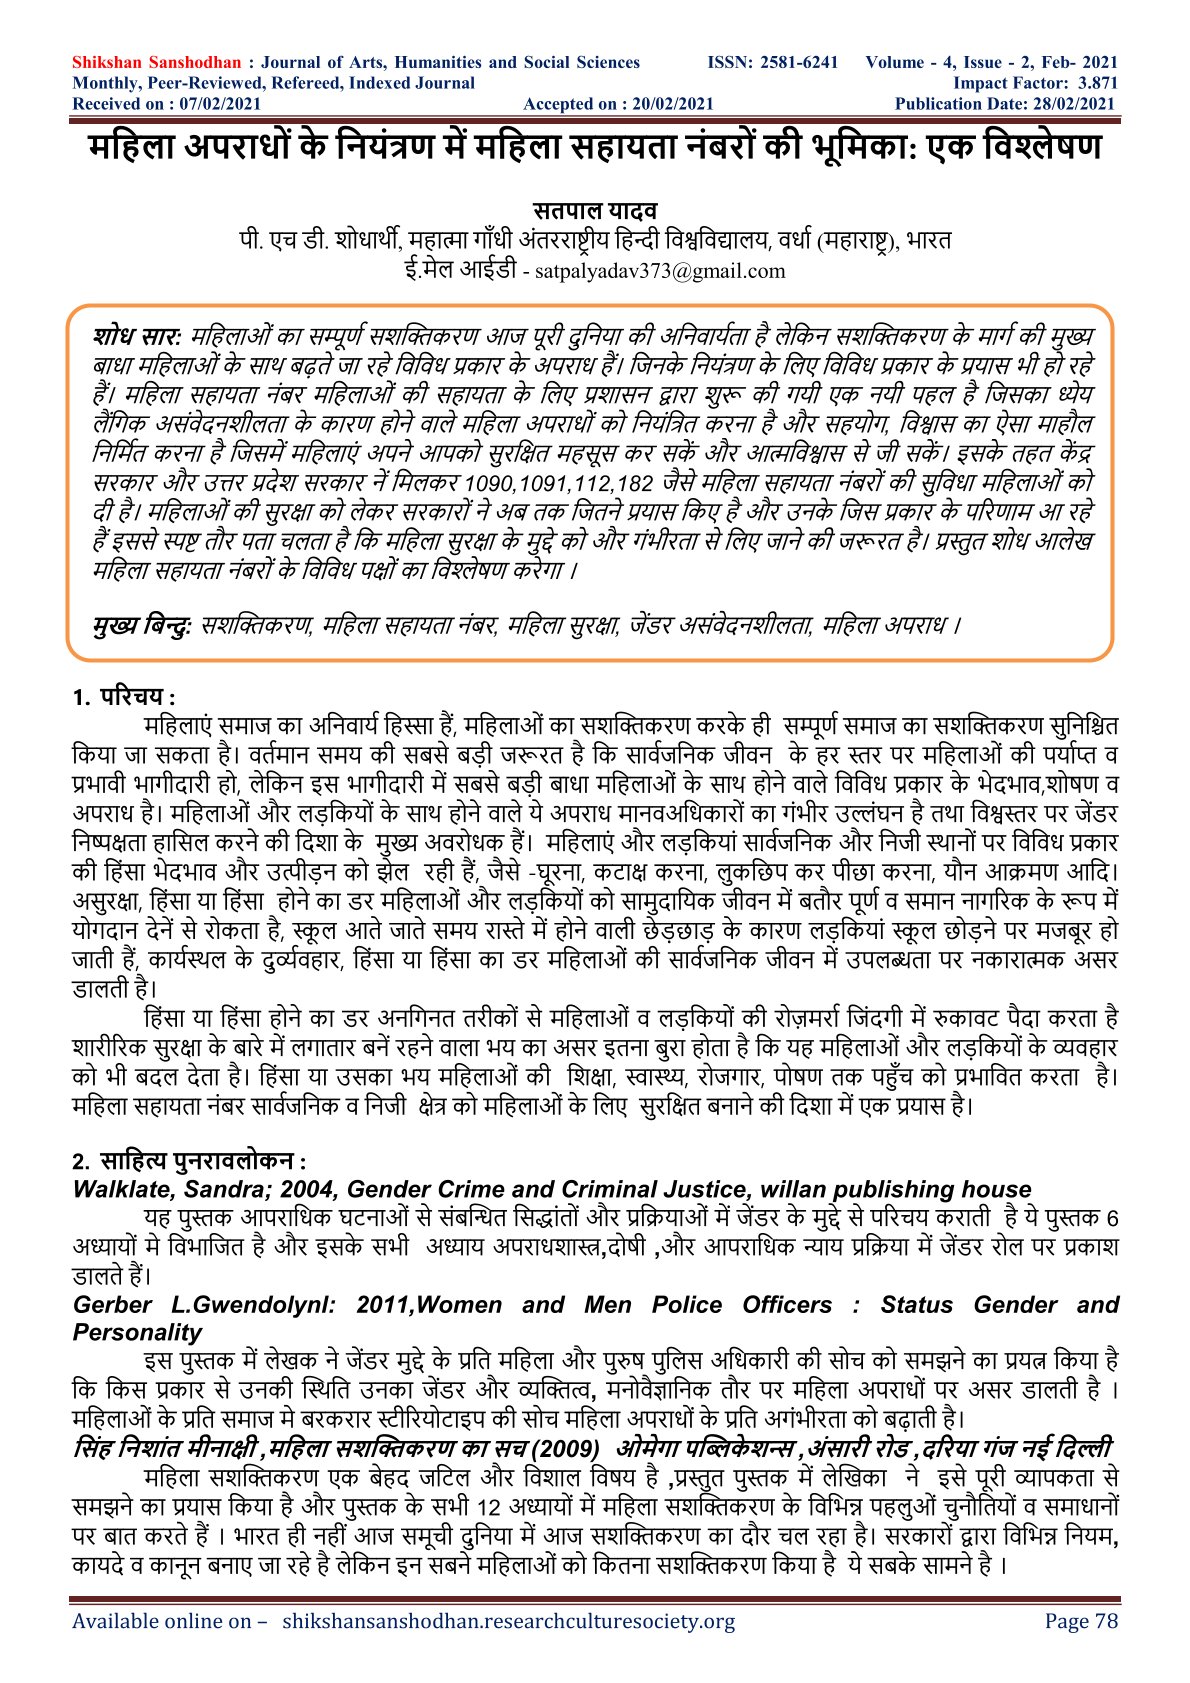 Shikshan Sanshodhan : Journal of Arts, Humanities and Social Sciences ISSN: 2581-6241 Volume - 4, Issue - 2, Feb- 2021
Monthly, Peer-Reviewed, Refereed, Indexed Journal Impact Factor: 3.871
Received on : 07/02/2021 Accepted on : 20/02/2021 Publication Date: 28/02/2021
महिला अपराधों के नियंत्रण में महिला सहायता नंबरों की भूमिका: एक विश्लेषण
सतपाल यादव
पी. एच डी. शोधार्थी, महात्मा गाँधी अंतरराष्ट्रीय हिन्दी विश्वविद्यालय, वर्धा (महाराष्ट्र), भारत
ई.मेल आईडी - satpalyadav373@gmail.com
शोध सार: महिलाओं का सम्पूर्ण सशक्तिकरण आज पूरी दुनिया की अनिवार्यता है लेकिन सशक्तिकरण के मार्ग की मुख्य
बाधा महिलाओं के साथ बढ़ते जा रहे विविध प्रकार के अपराध हैं। जिनके नियंत्रण के लिए विविध प्रकार के प्रयास भी हो रहे
हैं। महिला सहायता नंबर महिलाओं की सहायता के लिए प्रशासन द्वारा शुरू की गयी एक नयी पहल है जिसका ध्येय
लैंगिक असंवेदनशीलता के कारण होने वाले महिला अपराधों को नियंत्रित करना है और सहयोग, विश्वास का ऐसा माहौल
निर्मित करना है जिसमें महिलाएं अपने आपको सुरक्षित महसूस कर सकें और आत्मविश्वास से जी सकें। इसके तहत केंद्र
सरकार और उत्तर प्रदेश सरकार नें मिलकर 1090,1091,112,182 जैसे महिला सहायता नंबरों की सुविधा महिलाओं को
दी है। महिलाओं की सुरक्षा को लेकर सरकारों ने अब तक जितने प्रयास किए है और उनके जिस प्रकार के परिणाम आ रहे
हैं इससे स्पष्ट तौर पता चलता है कि महिला सुरक्षा के मुद्दे को और गंभीरता से लिए जाने की जरूरत है। प्रस्तुत शोध आलेख
महिला सहायता नंबरों के विविध पक्षों का विश्लेषण करेगा ।
मुख्य बिन्दु: सशक्तिकरण, महिला सहायता नंबर, महिला सुरक्षा, जेंडर असंवेदनशीलता, महिला अपराध ।
1. परिचय :
महिलाएं समाज का अनिवार्य हिस्सा हैं, महिलाओं का सशक्तिकरण करके ही सम्पूर्ण समाज का सशक्तिकरण सुनिश्चित
किया जा सकता है। वर्तमान समय की सबसे बड़ी जरूरत है कि सार्वजनिक जीवन के हर स्तर पर महिलाओं की पर्याप्त व
प्रभावी भागीदारी हो, लेकिन इस भागीदारी में सबसे बड़ी बाधा महिलाओं के साथ होने वाले विविध प्रकार के भेदभाव,शोषण व
अपराध है। महिलाओं और लड़कियों के साथ होने वाले ये अपराध मानवअधिकारों का गंभीर उल्लंघन है तथा विश्वस्तर पर जेंडर
निष्पक्षता हासिल करने की दिशा के मुख्य अवरोधक हैं। महिलाएं और लड़कियां सार्वजनिक और निजी स्थानों पर विविध प्रकार
की हिंसा भेदभाव और उत्पीड़न को झेल रही हैं, जैसे -घूरना, कटाक्ष करना, लुकछिप कर पीछा करना, यौन आक्रमण आदि।
असुरक्षा, हिंसा या हिंसा होने का डर महिलाओं और लड़कियों को सामुदायिक जीवन में बतौर पूर्ण व समान नागरिक के रूप में
योगदान देनें से रोकता है, स्कूल आते जाते समय रास्ते में होने वाली छेड़छाड़ के कारण लड़कियां स्कूल छोड़ने पर मजबूर हो
जाती हैं, कार्यस्थल के दुर्व्यवहार, हिंसा या हिंसा का डर महिलाओं की सार्वजनिक जीवन में उपलब्धता पर नकारात्मक असर
डालती है।
हिंसा या हिंसा होने का डर अनगिनत तरीकों से महिलाओं व लड़कियों की रोज़मर्रा जिंदगी में रुकावट पैदा करता है
शारीरिक सुरक्षा के बारे में लगातार बनें रहने वाला भय का असर इतना बुरा होता है कि यह महिलाओं और लड़कियों के व्यवहार
को भी बदल देता है। हिंसा या उसका भय महिलाओं की शिक्षा, स्वास्थ्य, रोजगार, पोषण तक पहुँच को प्रभावित करता है।
महिला सहायता नंबर सार्वजनिक व निजी क्षेत्र को महिलाओं के लिए सुरक्षित बनाने की दिशा में एक प्रयास है।
2. साहित्य पुनरावलोकन :
Walklate, Sandra; 2004, Gender Crime and Criminal Justice, willan publishing house
यह पुस्तक आपराधिक घटनाओं से संबन्धित सिद्धांतों और प्रक्रियाओं में जेंडर के मुद्दे से परिचय कराती है ये पुस्तक 6
अध्यायों मे विभाजित है और इसके सभी अध्याय अपराधशास्त्र,दोषी ,और आपराधिक न्याय प्रक्रिया में जेंडर रोल पर प्रकाश
डालते हैं।
Gerber L.Gwendolynl: 2011,Women and Men Police Officers : Status Gender and
Personality
इस पुस्तक में लेखक ने जेंडर मुद्दे के प्रति महिला और पुरुष पुलिस अधिकारी की सोच को समझने का प्रयत्न किया है
कि किस प्रकार से उनकी स्थिति उनका जेंडर और व्यक्तित्व, मनोवैज्ञानिक तौर पर महिला अपराधों पर असर डालती है ।
महिलाओं के प्रति समाज मे बरकरार स्टीरियोटाइप की सोच महिला अपराधों के प्रति अगंभीरता को बढ़ाती है।
सिंह निशांत मीनाक्षी ,महिला सशक्तिकरण का सच (2009) ओमेगा पब्लिकेशन्स ,अंसारी रोड ,दरिया गंज नई दिल्ली
महिला सशक्तिकरण एक बेहद जटिल और विशाल विषय है ,प्रस्तुत पुस्तक में लेखिका ने इसे पूरी व्यापकता से
समझने का प्रयास किया है और पुस्तक के सभी 12 अध्यायों में महिला सशक्तिकरण के विभिन्न पहलुओं चुनौतियों व समाधानों
पर बात करते हैं । भारत ही नहीं आज समूची दुनिया में आज सशक्तिकरण का दौर चल रहा है। सरकारों द्वारा विभिन्न नियम,
कायदे व कानून बनाए जा रहे है लेकिन इन सबने महिलाओं को कितना सशक्तिकरण किया है ये सबके सामने है ।
Available online on – shikshansanshodhan.researchculturesociety.org Page 78